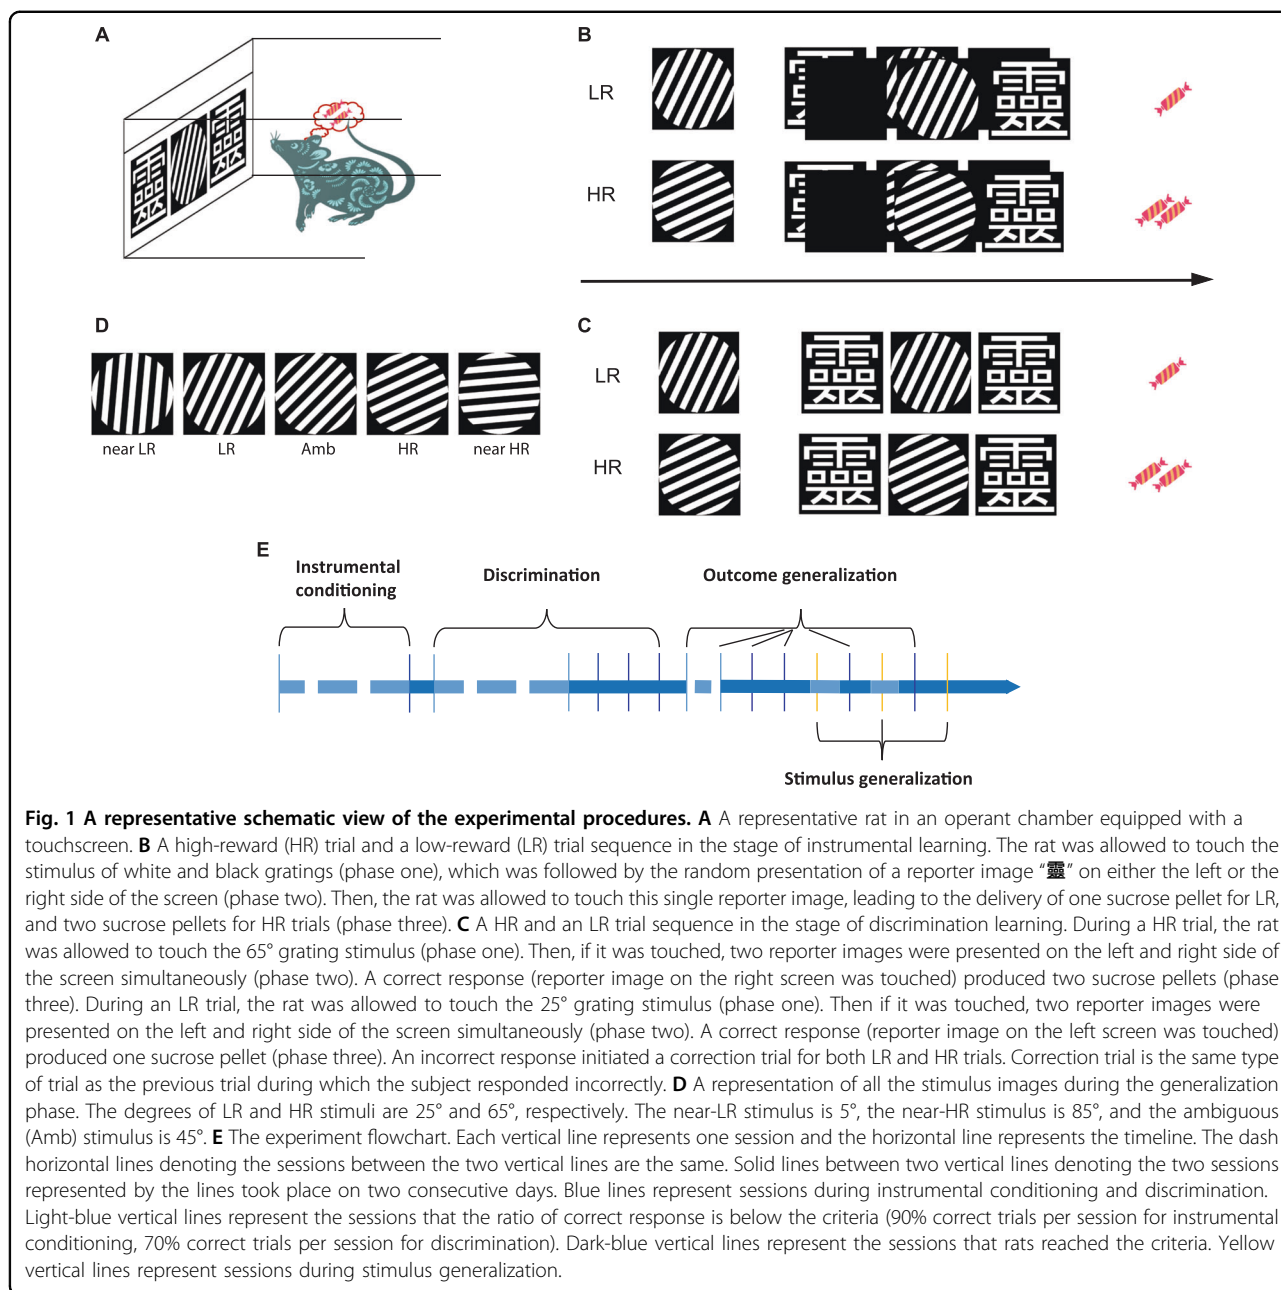 A
B
LR
HR
D
near LR
LR
Amb
HR
near HR
C
LR
HR
靈
靈
靈
靈
靈
靈
靈
靈
E
Instrumental
conditioning
Discrimination
Outcome generalization
Stimulus generalization
Fig. 1 A representative schematic view of the experimental procedures. A A representative rat in an operant chamber equipped with a
touchscreen. B A high-reward (HR) trial and a low-reward (LR) trial sequence in the stage of instrumental learning. The rat was allowed to touch the
stimulus of white and black gratings (phase one), which was followed by the random presentation of a reporter image “靈” on either the left or the
right side of the screen (phase two). Then, the rat was allowed to touch this single reporter image, leading to the delivery of one sucrose pellet for LR,
and two sucrose pellets for HR trials (phase three). C A HR and an LR trial sequence in the stage of discrimination learning. During a HR trial, the rat
was allowed to touch the 65° grating stimulus (phase one). Then, if it was touched, two reporter images were presented on the left and right side of
the screen simultaneously (phase two). A correct response (reporter image on the right screen was touched) produced two sucrose pellets (phase
three). During an LR trial, the rat was allowed to touch the 25° grating stimulus (phase one). Then if it was touched, two reporter images were
presented on the left and right side of the screen simultaneously (phase two). A correct response (reporter image on the left screen was touched)
produced one sucrose pellet (phase three). An incorrect response initiated a correction trial for both LR and HR trials. Correction trial is the same type
of trial as the previous trial during which the subject responded incorrectly. D A representation of all the stimulus images during the generalization
phase. The degrees of LR and HR stimuli are 25° and 65°, respectively. The near-LR stimulus is 5°, the near-HR stimulus is 85°, and the ambiguous
(Amb) stimulus is 45°. E The experiment flowchart. Each vertical line represents one session and the horizontal line represents the timeline. The dash
horizontal lines denoting the sessions between the two vertical lines are the same. Solid lines between two vertical lines denoting the two sessions
represented by the lines took place on two consecutive days. Blue lines represent sessions during instrumental conditioning and discrimination.
Light-blue vertical lines represent the sessions that the ratio of correct response is below the criteria (90% correct trials per session for instrumental
conditioning, 70% correct trials per session for discrimination). Dark-blue vertical lines represent the sessions that rats reached the criteria. Yellow
vertical lines represent sessions during stimulus generalization.